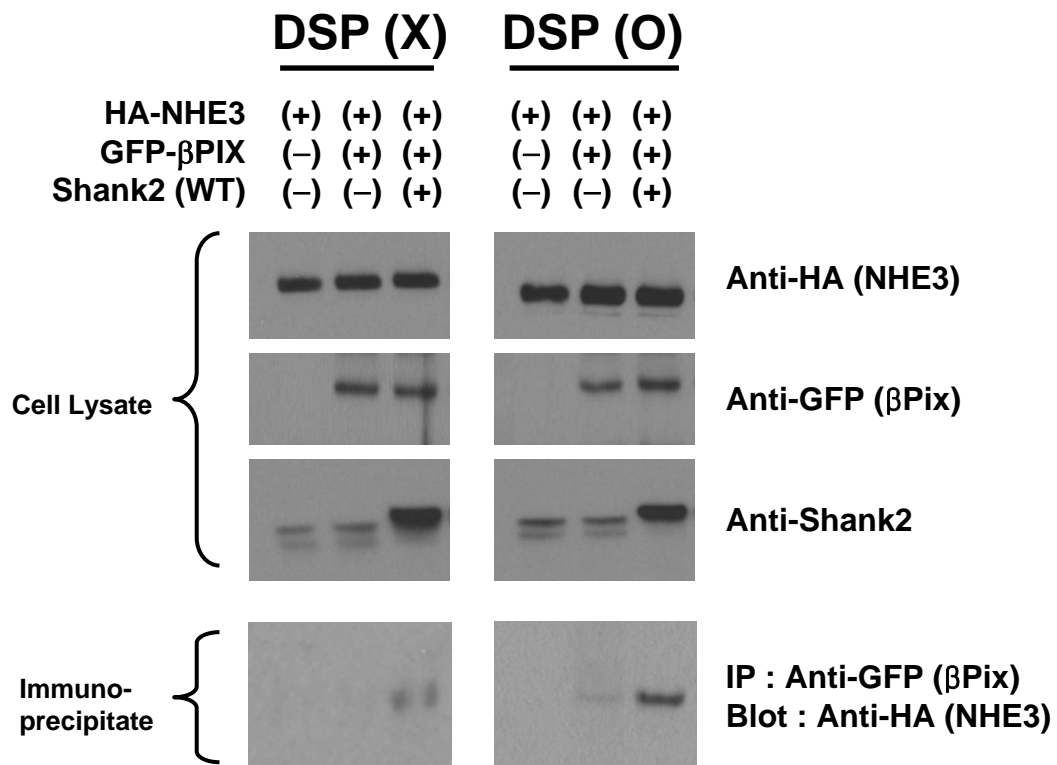 DSP (X) DSP (O)
HA-NHE3 (+) (+) (+) (+) (+) (+)
GFP-βPIX (−) (+) (+) (−) (+) (+)
Shank2 (WT) (−) (−) (+) (−) (−) (+)
Anti-HA (NHE3)
Cell Lysate
Anti-GFP (βPix)
Anti-Shank2
Immuno-
precipitate
IP : Anti-GFP (βPix)
Blot : Anti-HA (NHE3)